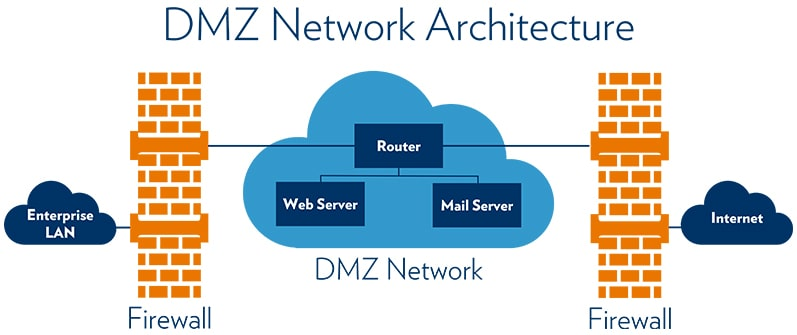 DMZ Network Architecture
Router
Web Server
Mail Server
Enterprise
LAN
Internet
DMZ Network
Firewall
Firewall